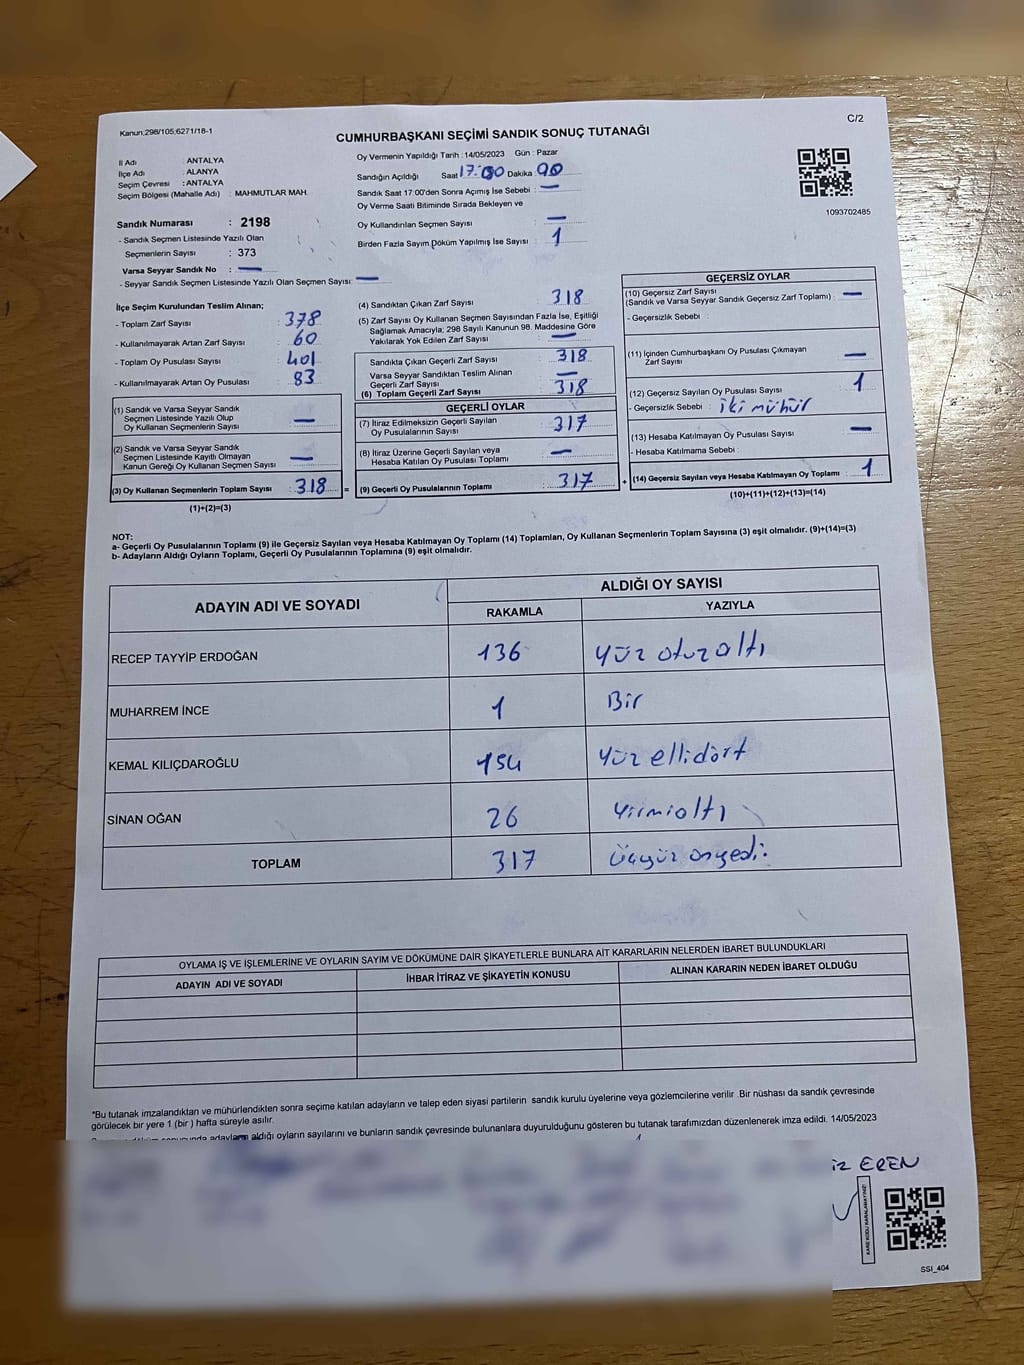 Kanun:298/105;6271/18-1
C/2
CUMHURBAŞKANI SEÇİMİ SANDIK SONUÇ TUTANAĞI
1093702485
İl Adı : ANTALYA
İlçe Adı : ALANYA
Seçim Çevresi : ANTALYA
Seçim Bölgesi (Mahalle Adı) : MAHMUTLAR MAH.
Sandık Numarası : 2198
- Sandık Seçmen Listesinde Yazılı Olan
Seçmenlerin Sayısı : 373
Varsa Seyyar Sandık No : —
- Seyyar Sandık Seçmen Listesinde Yazılı Olan Seçmen Sayısı: —
Oy Vermenin Yapıldığı Tarih :14/05/2023 Gün : Pazar
Sandığın Açıldığı Saat 17:00 Dakika :
Sandık Saat 17:00'den Sonra Açımış İse Sebebi : —
Oy Verme Saati Bitiminde Sırada Bekleyen ve
Oy Kullandırılan Seçmen Sayısı : —
Birden Fazla Sayım Döküm Yapılmış İse Sayısı : 1
İlçe Seçim Kurulundan Teslim Alınan;
- Toplam Zarf Sayısı : 378
- Kullanılmayarak Artan Zarf Sayısı : 60
- Toplam Oy Pusulası Sayısı : 401
- Kullanılmayarak Artan Oy Pusulası : 83
(1) Sandık ve Varsa Seyyar Sandık
Seçmen Listesinde Yazılı Olup
Oy Kullanan Seçmenlerin Sayısı : —
(2) Sandık ve Varsa Seyyar Sandık
Seçmen Listesinde Kayıtlı Olmayan
Kanun Gereği Oy Kullanan Seçmen Sayısı : —
(3) Oy Kullanan Seçmenlerin Toplam Sayısı : 318 =
(1)+(2)=(3)
(4) Sandıktan Çıkan Zarf Sayısı : 318
(5) Zarf Sayısı Oy Kullanan Seçmen Sayısından Fazla İse, Eşitliği
Sağlamak Amacıyla; 298 Sayılı Kanunun 98. Maddesine Göre
Yakılarak Yok Edilen Zarf Sayısı : —
Sandıkta Çıkan Geçerli Zarf Sayısı : 318
Varsa Seyyar Sandıktan Teslim Alınan
Geçerli Zarf Sayısı : —
(6) Toplam Geçerli Zarf Sayısı : 318
GEÇERLİ OYLAR
(7) İtiraz Edilmeksizin Geçerli Sayılan
Oy Pusulalarının Sayısı : 317
(8) İtiraz Üzerine Geçerli Sayılan veya
Hesaba Katılan Oy Pusulası Toplamı : —
(9) Geçerli Oy Pusulalarının Toplamı : 317 +
GEÇERSİZ OYLAR
(10) Geçersiz Zarf Sayısı
(Sandık ve Varsa Seyyar Sandık Geçersiz Zarf Toplamı) : —
- Geçersizlik Sebebi :
(11) İçinden Cumhurbaşkanı Oy Pusulası Çıkmayan
Zarf Sayısı : —
(12) Geçersiz Sayılan Oy Pusulası Sayısı : 1
- Geçersizlik Sebebi : iki mühür
(13) Hesaba Katılmayan Oy Pusulası Sayısı : —
- Hesaba Katılmama Sebebi :
(14) Geçersiz Sayılan veya Hesaba Katılmayan Oy Toplamı : 1
(10)+(11)+(12)+(13)=(14)
NOT:
a- Geçerli Oy Pusulalarının Toplamı (9) ile Geçersiz Sayılan veya Hesaba Katılmayan Oy Toplamı (14) Toplamları, Oy Kullanan Seçmenlerin Toplam Sayısına (3) eşit olmalıdır. (9)+(14)=(3)
b- Adayların Aldığı Oyların Toplamı, Geçerli Oy Pusulalarının Toplamına (9) eşit olmalıdır.
ADAYIN ADI VE SOYADI
ALDIĞI OY SAYISI
RAKAMLA YAZIYLA
RECEP TAYYİP ERDOĞAN 136 Yüz otuz altı
MUHARREM İNCE 1 Bir
KEMAL KILIÇDAROĞLU 154 Yüz ellidört
SİNAN OĞAN 26 Yirmialtı
TOPLAM 317 Üçyüz onyedi.
OYLAMA İŞ VE İŞLEMLERİNE VE OYLARIN SAYIM VE DÖKÜMÜNE DAİR ŞİKAYETLERLE BUNLARA AİT KARARLARIN NELERDEN İBARET BULUNDUKLARI
ADAYIN ADI VE SOYADI İHBAR İTİRAZ VE ŞİKAYETİN KONUSU ALINAN KARARIN NEDEN İBARET OLDUĞU
*Bu tutanak imzalandıktan ve mühürlendikten sonra seçime katılan adayların ve talep eden siyasi partilerin sandık kurulu üyelerine veya gözlemcilerine verilir. Bir nüshası da sandık çevresinde
görülecek bir yere 1 (bir) hafta süreyle asılır.
adayların aldığı oyların sayılarını ve bunların sandık çevresinde bulunanlara duyurulduğunu gösteren bu tutanak tarafımızdan düzenlenerek imza edildi. 14/05/2023
iz EREN
KARE KODU KARALAMAYINIZ!
SSI_404